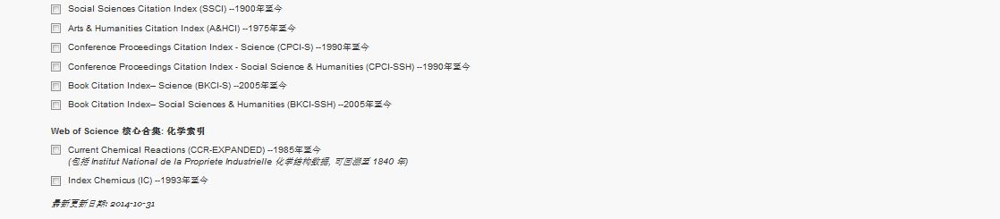 Social Sciences Citation Index (SSCI) --1900年至今
Arts & Humanities Citation Index (A&HCI) --1975年至今
Conference Proceedings Citation Index - Science (CPCI-S) --1990年至今
Conference Proceedings Citation Index - Social Science & Humanities (CPCI-SSH) --1990年至今
Book Citation Index– Science (BKCI-S) --2005年至今
Book Citation Index– Social Sciences & Humanities (BKCI-SSH) --2005年至今
Web of Science 核心合集: 化学索引
Current Chemical Reactions (CCR-EXPANDED) --1985年至今
(包括 Institut National de la Propriete Industrielle 化学结构数据, 可回溯至 1840 年)
Index Chemicus (IC) --1993年至今
最新更新日期: 2014-10-31